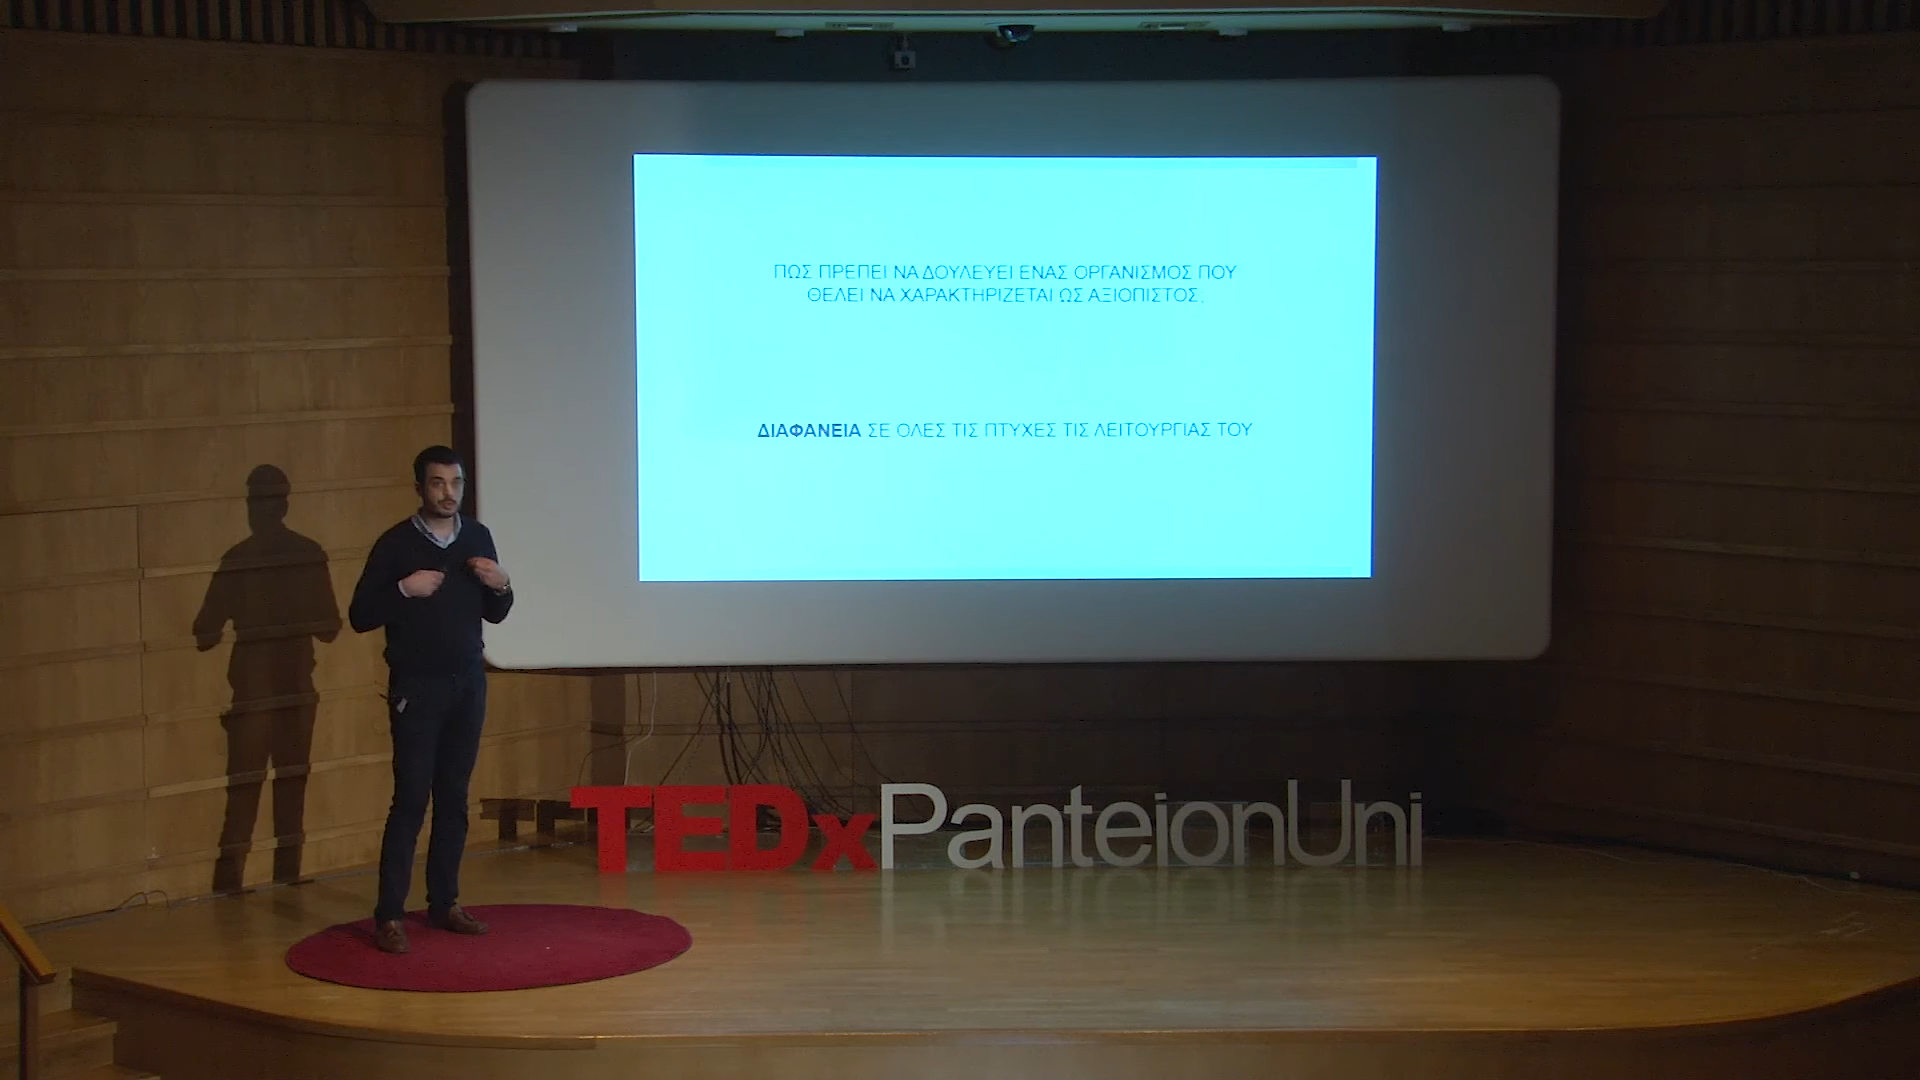 ΠΩΣ ΠΡΕΠΕΙ ΝΑ ΔΟΥΛΕΥΕΙ ΕΝΑΣ ΟΡΓΑΝΙΣΜΟΣ ΠΟΥ
ΘΕΛΕΙ ΝΑ ΧΑΡΑΚΤΗΡΙΖΕΤΑΙ ΩΣ ΑΞΙΟΠΙΣΤΟΣ;
ΔΙΑΦΑΝΕΙΑ ΣΕ ΟΛΕΣ ΤΙΣ ΠΤΥΧΕΣ ΤΙΣ ΛΕΙΤΟΥΡΓΙΑΣ ΤΟΥ
TEDxPanteionUni